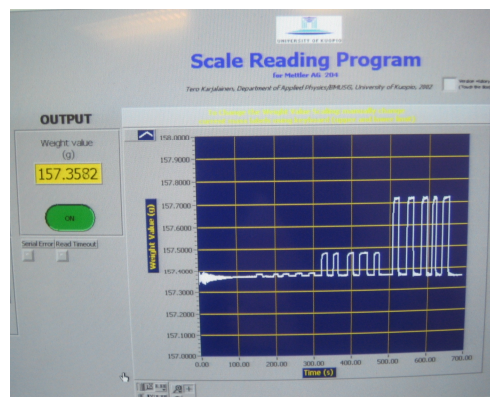 UNIVERSITY OF KUOPIO
Scale Reading Program
for Mettler AG 204
Tero Karjalainen, Department of Applied Physics/BMUSG, University of Kuopio, 2002
OUTPUT
Weight value
(g)
157.3582
ON
Serial Error Read Timeout
Weight Value (g)
158.0000
157.9000
157.8000
157.7000
157.6000
157.5000
157.4000
157.3000
157.2000
157.1000
157.0000
0.00 100.00 200.00 300.00 400.00 500.00 600.00 700.00
Time (s)